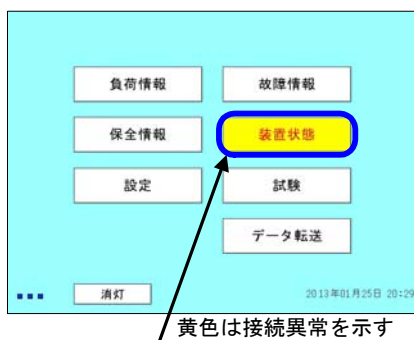 負荷情報 故障情報
保全情報 装置状態
設定 試験
データ転送
消灯 2013年01月25日 20:29
黄色は接続異常を示す